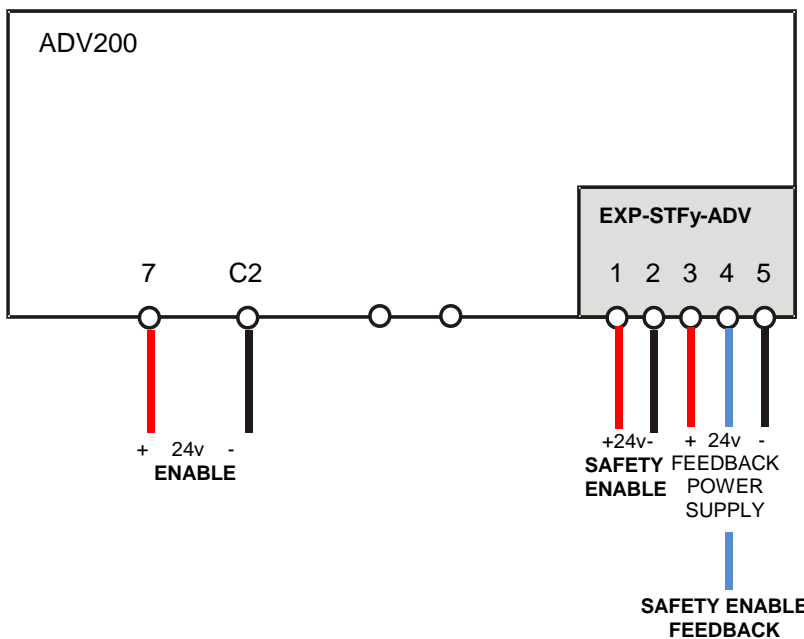 ADV200
EXP-STFy-ADV
7 C2 1 2 3 4 5
+ 24v -
ENABLE
+24v-
SAFETY
ENABLE
+ 24v -
FEEDBACK
POWER
SUPPLY
SAFETY ENABLE
FEEDBACK